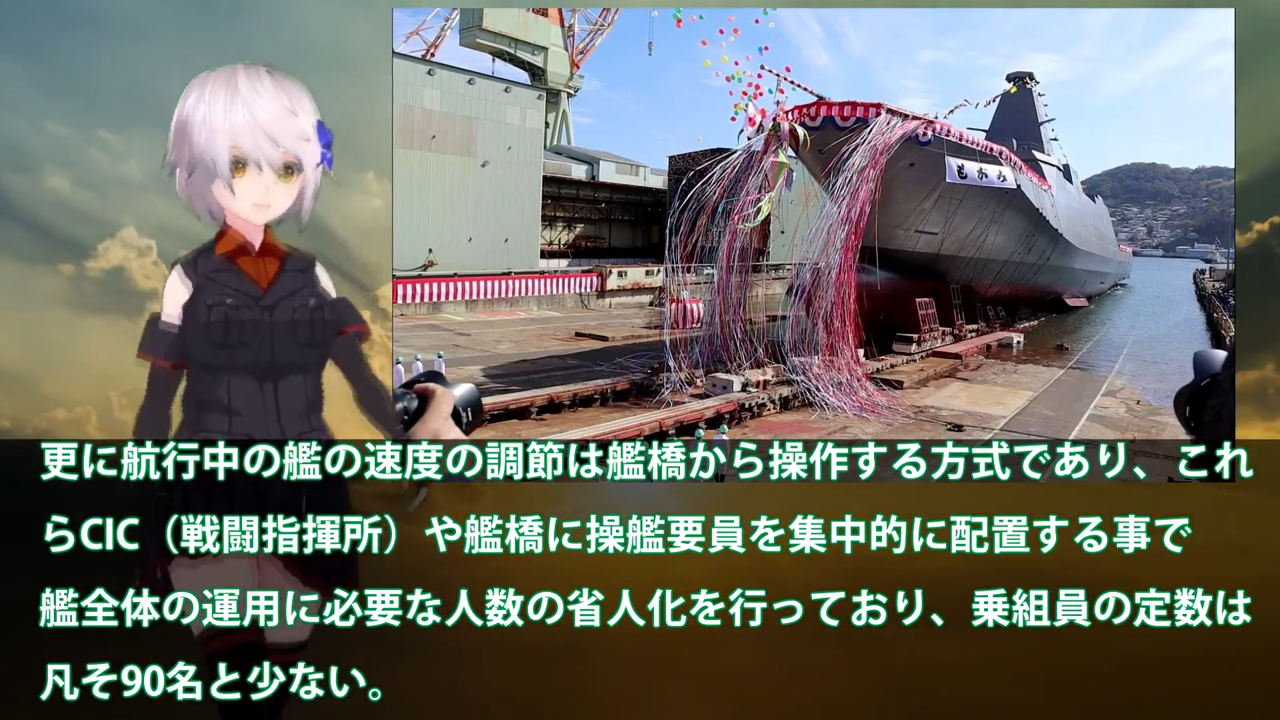 もがみ
更に航行中の艦の速度の調節は艦橋から操作する方式であり、これ
らCIC（戦闘指揮所）や艦橋に操艦要員を集中的に配置する事で
艦全体の運用に必要な人数の省人化を行っており、乗組員の定数は
凡そ90名と少ない。